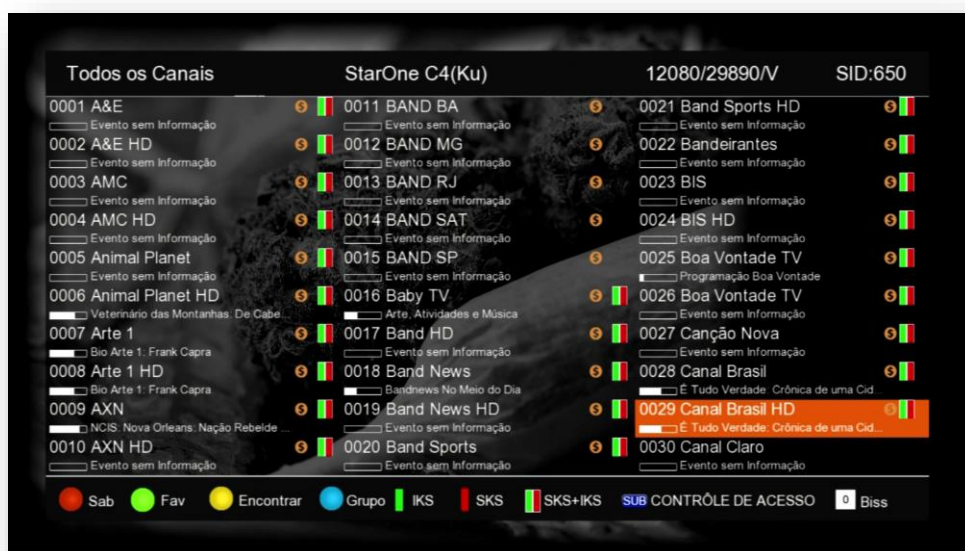 Todos os Canais StarOne C4(Ku) 12080/29890/V SID:650
0001 A&E
Evento sem Informação
0002 A&E HD
Evento sem Informação
0003 AMC
Evento sem Informação
0004 AMC HD
Evento sem Informação
0005 Animal Planet
Evento sem Informação
0006 Animal Planet HD
Veterinário das Montanhas: De Cabe...
0007 Arte 1
Bio Arte 1: Frank Capra
0008 Arte 1 HD
Bio Arte 1: Frank Capra
0009 AXN
NCIS: Nova Orleans: Nação Rebelde ...
0010 AXN HD
Evento sem Informação
0011 BAND BA
Evento sem Informação
0012 BAND MG
Evento sem Informação
0013 BAND RJ
Evento sem Informação
0014 BAND SAT
Evento sem Informação
0015 BAND SP
Evento sem Informação
0016 Baby TV
Arte, Atividades e Música
0017 Band HD
Evento sem Informação
0018 Band News
Bandnews No Meio do Dia
0019 Band News HD
Evento sem Informação
0020 Band Sports
Evento sem Informação
0021 Band Sports HD
Evento sem Informação
0022 Bandeirantes
Evento sem Informação
0023 BIS
Evento sem Informação
0024 BIS HD
Evento sem Informação
0025 Boa Vontade TV
Programação Boa Vontade
0026 Boa Vontade TV
Evento sem Informação
0027 Canção Nova
Evento sem Informação
0028 Canal Brasil
É Tudo Verdade: Crônica de uma Cid...
0029 Canal Brasil HD
É Tudo Verdade: Crônica de uma Cid...
0030 Canal Claro
Evento sem Informação
Sab Fav Encontrar Grupo IKS SKS SKS+IKS SUB CONTRÔLE DE ACESSO 0 Biss